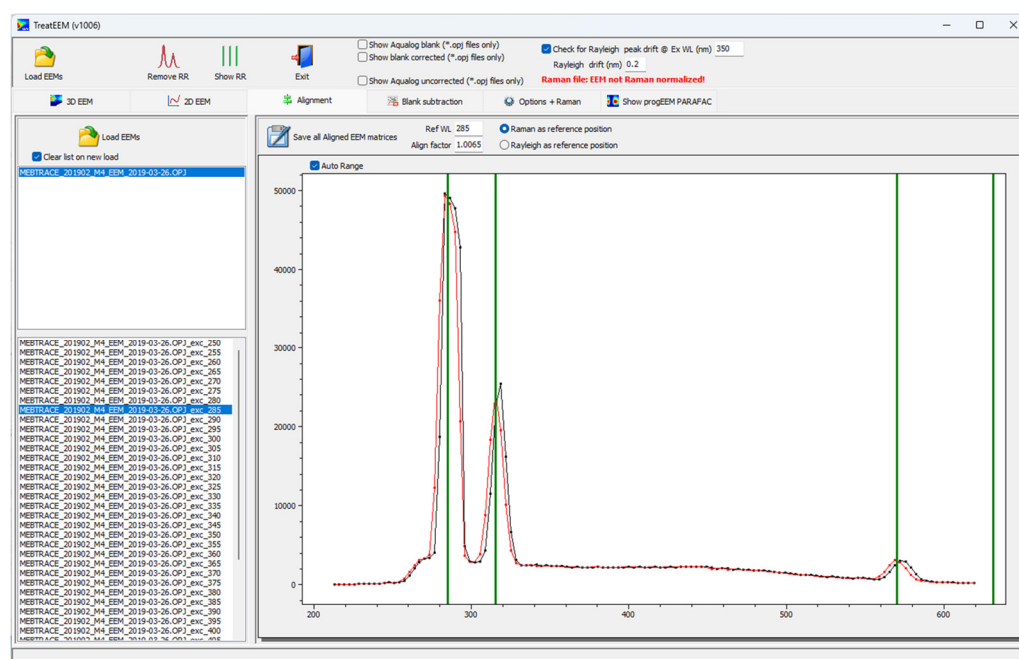 TreatEEM (v1006)
Load EEMs
Remove RR
Show RR
Exit
Show Aqualog blank (*.opj files only)
Show blank corrected (*.opj files only)
Show Aqualog uncorrected (*.opj files only)
Check for Rayleigh peak drift @ Ex WL (nm) 350
Rayleigh drift (nm) 0.2
Raman file: EEM not Raman normalized!
3D EEM
2D EEM
Alignment
Blank subtraction
Options + Raman
Show progEEM PARAFAC
Load EEMs
Clear list on new load
MEBTRACE_201902_M4_EEM_2019-03-26.OPJ
MEBTRACE_201902_M4_EEM_2019-03-26.OPJ_exc_250
MEBTRACE_201902_M4_EEM_2019-03-26.OPJ_exc_255
MEBTRACE_201902_M4_EEM_2019-03-26.OPJ_exc_260
MEBTRACE_201902_M4_EEM_2019-03-26.OPJ_exc_265
MEBTRACE_201902_M4_EEM_2019-03-26.OPJ_exc_270
MEBTRACE_201902_M4_EEM_2019-03-26.OPJ_exc_275
MEBTRACE_201902_M4_EEM_2019-03-26.OPJ_exc_280
MEBTRACE_201902_M4_EEM_2019-03-26.OPJ_exc_285
MEBTRACE_201902_M4_EEM_2019-03-26.OPJ_exc_290
MEBTRACE_201902_M4_EEM_2019-03-26.OPJ_exc_295
MEBTRACE_201902_M4_EEM_2019-03-26.OPJ_exc_300
MEBTRACE_201902_M4_EEM_2019-03-26.OPJ_exc_305
MEBTRACE_201902_M4_EEM_2019-03-26.OPJ_exc_310
MEBTRACE_201902_M4_EEM_2019-03-26.OPJ_exc_315
MEBTRACE_201902_M4_EEM_2019-03-26.OPJ_exc_320
MEBTRACE_201902_M4_EEM_2019-03-26.OPJ_exc_325
MEBTRACE_201902_M4_EEM_2019-03-26.OPJ_exc_330
MEBTRACE_201902_M4_EEM_2019-03-26.OPJ_exc_335
MEBTRACE_201902_M4_EEM_2019-03-26.OPJ_exc_340
MEBTRACE_201902_M4_EEM_2019-03-26.OPJ_exc_345
MEBTRACE_201902_M4_EEM_2019-03-26.OPJ_exc_350
MEBTRACE_201902_M4_EEM_2019-03-26.OPJ_exc_355
MEBTRACE_201902_M4_EEM_2019-03-26.OPJ_exc_360
MEBTRACE_201902_M4_EEM_2019-03-26.OPJ_exc_365
MEBTRACE_201902_M4_EEM_2019-03-26.OPJ_exc_370
MEBTRACE_201902_M4_EEM_2019-03-26.OPJ_exc_375
MEBTRACE_201902_M4_EEM_2019-03-26.OPJ_exc_380
MEBTRACE_201902_M4_EEM_2019-03-26.OPJ_exc_385
MEBTRACE_201902_M4_EEM_2019-03-26.OPJ_exc_390
MEBTRACE_201902_M4_EEM_2019-03-26.OPJ_exc_395
MEBTRACE_201902_M4_EEM_2019-03-26.OPJ_exc_400
MEBTRACE_201902_M4_EEM_2019-03-26.OPJ_exc_405
Save all Aligned EEM matrices
Ref WL 285
Align factor 1.0065
Raman as reference position
Rayleigh as reference position
Auto Range
50000
40000
30000
20000
10000
0
200 300 400 500 600